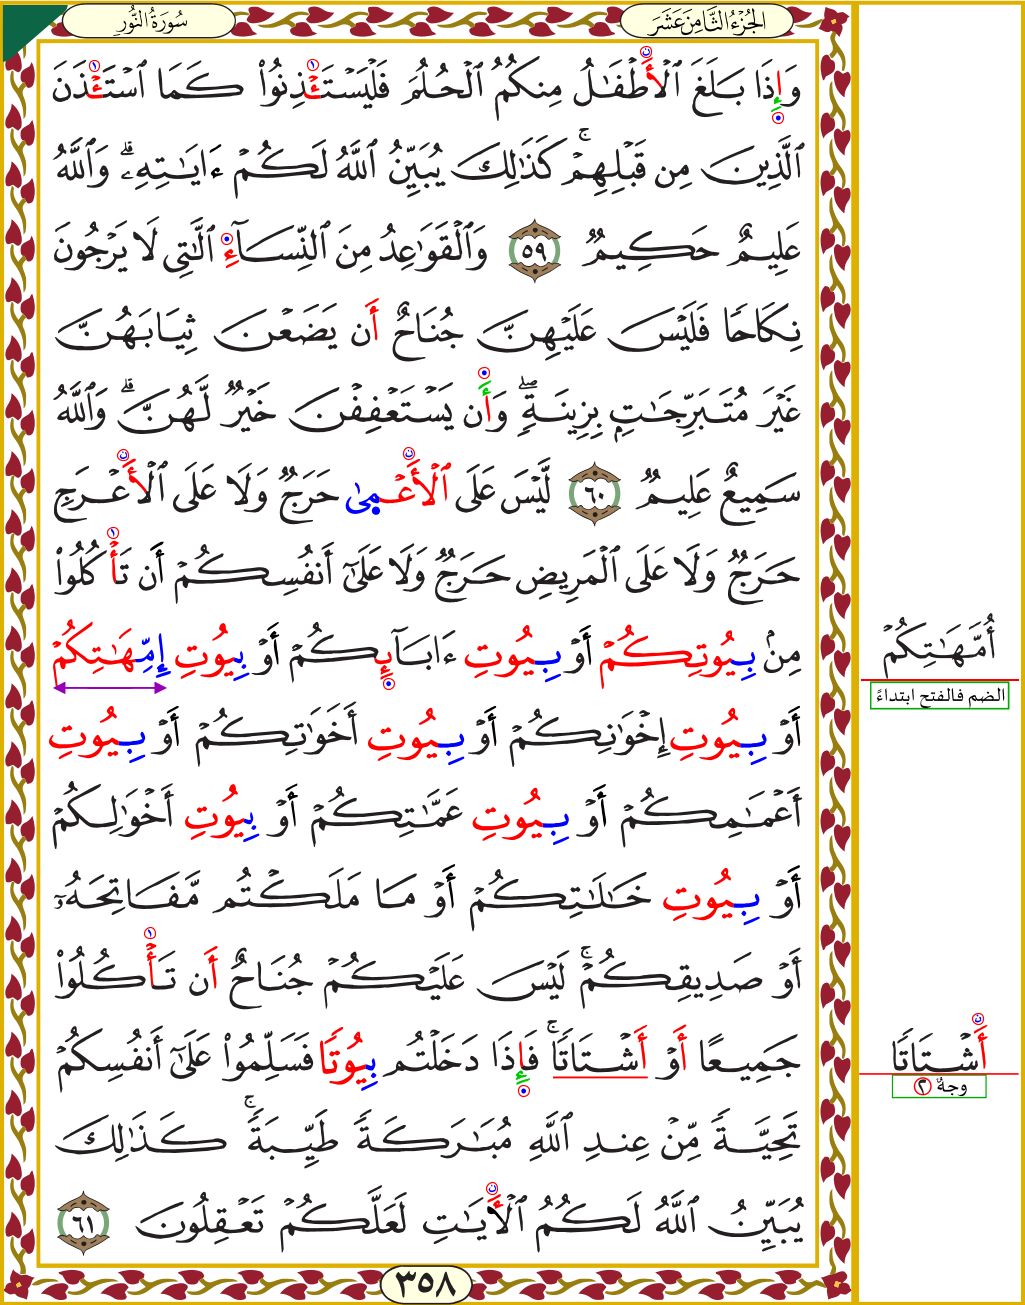 الجُزْءُ الثَّامِنَ عَشَرَ
سُورَةُ النُّورِ
وَإِذَا بَلَغَ ٱلْأَطْفَـٰلُ مِنكُمُ ٱلْحُلُمَ فَلْيَسْتَـْٔذِنُوا۟ كَمَا ٱسْتَـْٔذَنَ
ٱلَّذِينَ مِن قَبْلِهِمْ ۚ كَذَٰلِكَ يُبَيِّنُ ٱللَّهُ لَكُمْ ءَايَـٰتِهِۦ ۗ وَٱللَّهُ
عَلِيمٌ حَكِيمٌ ٥٩ وَٱلْقَوَٰعِدُ مِنَ ٱلنِّسَآءِ ٱلَّـٰتِى لَا يَرْجُونَ
نِكَاحًا فَلَيْسَ عَلَيْهِنَّ جُنَاحٌ أَن يَضَعْنَ ثِيَابَهُنَّ
غَيْرَ مُتَبَرِّجَـٰتٍۭ بِزِينَةٍ ۖ وَأَن يَسْتَعْفِفْنَ خَيْرٌ لَّهُنَّ ۗ وَٱللَّهُ
سَمِيعٌ عَلِيمٌ ٦٠ لَّيْسَ عَلَى ٱلْأَعْمىٰ حَرَجٌ وَلَا عَلَى ٱلْأَعْرَجِ
حَرَجٌ وَلَا عَلَى ٱلْمَرِيضِ حَرَجٌ وَلَا عَلَىٰٓ أَنفُسِكُمْ أَن تَأْكُلُوا۟
مِنۢ بِيُوتِكُمْ أَوْ بِيُوتِ ءَابَآئِكُمْ أَوْ بِيُوتِ إِمِّهَـٰتِكُمْ
أَوْ بِيُوتِ إِخْوَٰنِكُمْ أَوْ بِيُوتِ أَخَوَٰتِكُمْ أَوْ بِيُوتِ
أَعْمَـٰمِكُمْ أَوْ بِيُوتِ عَمَّـٰتِكُمْ أَوْ بِيُوتِ أَخْوَٰلِكُمْ
أَوْ بِيُوتِ خَـٰلَـٰتِكُمْ أَوْ مَا مَلَكْتُم مَّفَاتِحَهُۥٓ
أَوْ صَدِيقِكُمْ ۚ لَيْسَ عَلَيْكُمْ جُنَاحٌ أَن تَأْكُلُوا۟
جَمِيعًا أَوْ أَشْتَاتًا ۚ فَإِذَا دَخَلْتُم بِيُوتًا فَسَلِّمُوا۟ عَلَىٰٓ أَنفُسِكُمْ
تَحِيَّةً مِّنْ عِندِ ٱللَّهِ مُبَـٰرَكَةً طَيِّبَةً ۚ كَذَٰلِكَ
يُبَيِّنُ ٱللَّهُ لَكُمُ ٱلْأَيَـٰتِ لَعَلَّكُمْ تَعْقِلُونَ ٦١
٣٥٨
أُمَّهَـٰتِكُمْ
الضم فالفتح ابتداءً
أَشْتَاتًا
وجهٌ ٢